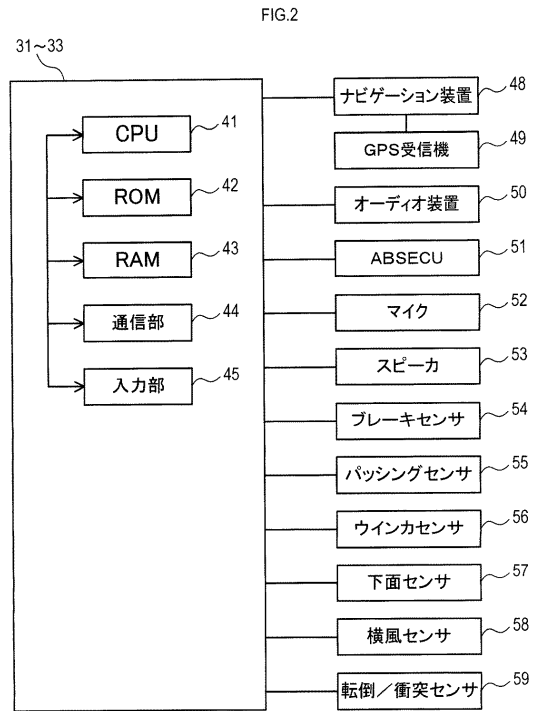 FIG.2
31～33
CPU
41
ROM
42
RAM
43
通信部
44
入力部
45
ナビゲーション装置
48
GPS受信機
49
オーディオ装置
50
ABSECU
51
マイク
52
スピーカ
53
ブレーキセンサ
54
パッシングセンサ
55
ウインカセンサ
56
下面センサ
57
横風センサ
58
転倒／衝突センサ
59